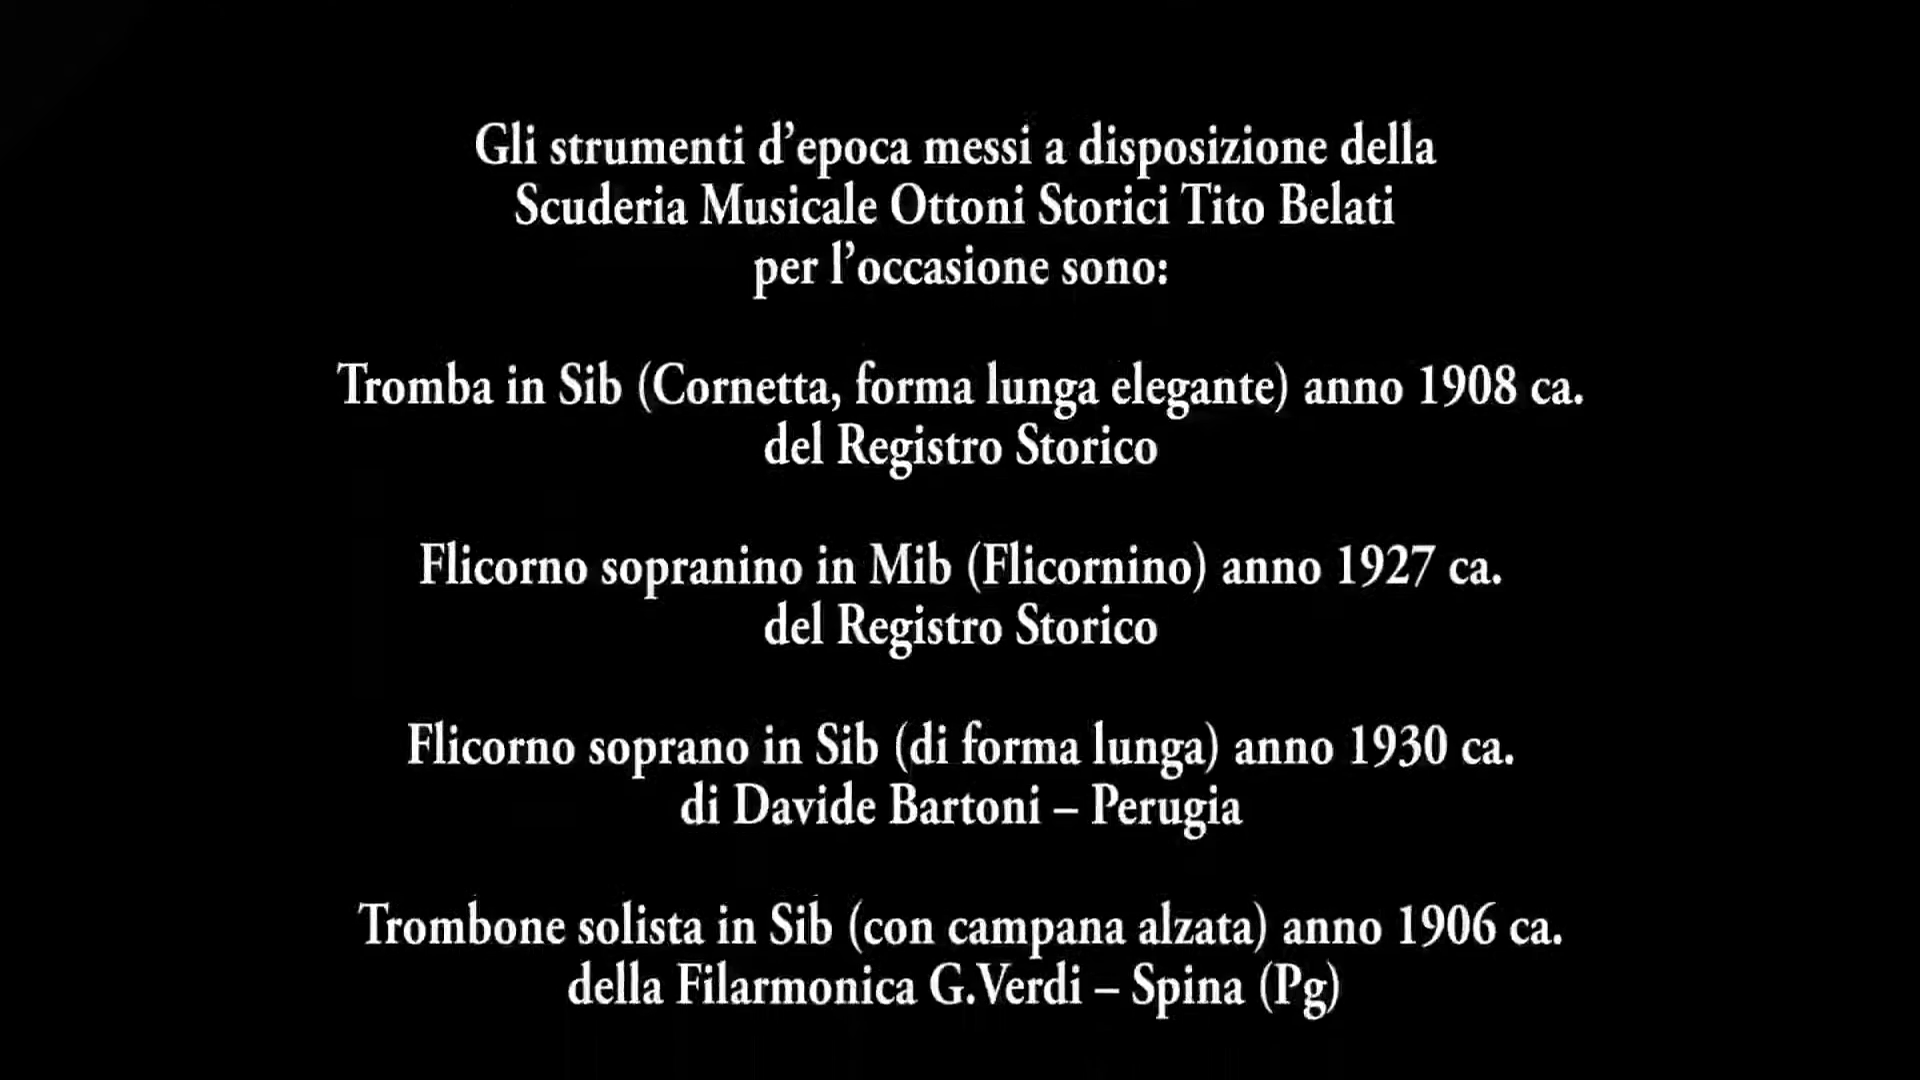 Gli strumenti d’epoca messi a disposizione della
Scuderia Musicale Ottoni Storici Tito Belati
per l’occasione sono:
Tromba in Sib (Cornetta, forma lunga elegante) anno 1908 ca.
del Registro Storico
Flicorno sopranino in Mib (Flicornino) anno 1927 ca.
del Registro Storico
Flicorno soprano in Sib (di forma lunga) anno 1930 ca.
di Davide Bartoni – Perugia
Trombone solista in Sib (con campana alzata) anno 1906 ca.
della Filarmonica G.Verdi – Spina (Pg)